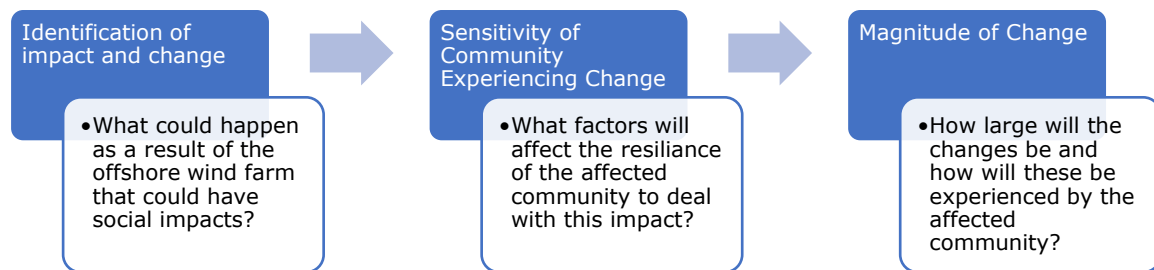 Identification of
impact and change
•What could happen
as a result of the
offshore wind farm
that could have
social impacts?
Sensitivity of
Community
Experiencing Change
•What factors will
affect the resiliance
of the affected
community to deal
with this impact?
Magnitude of Change
•How large will the
changes be and
how will these be
experienced by the
affected
community?